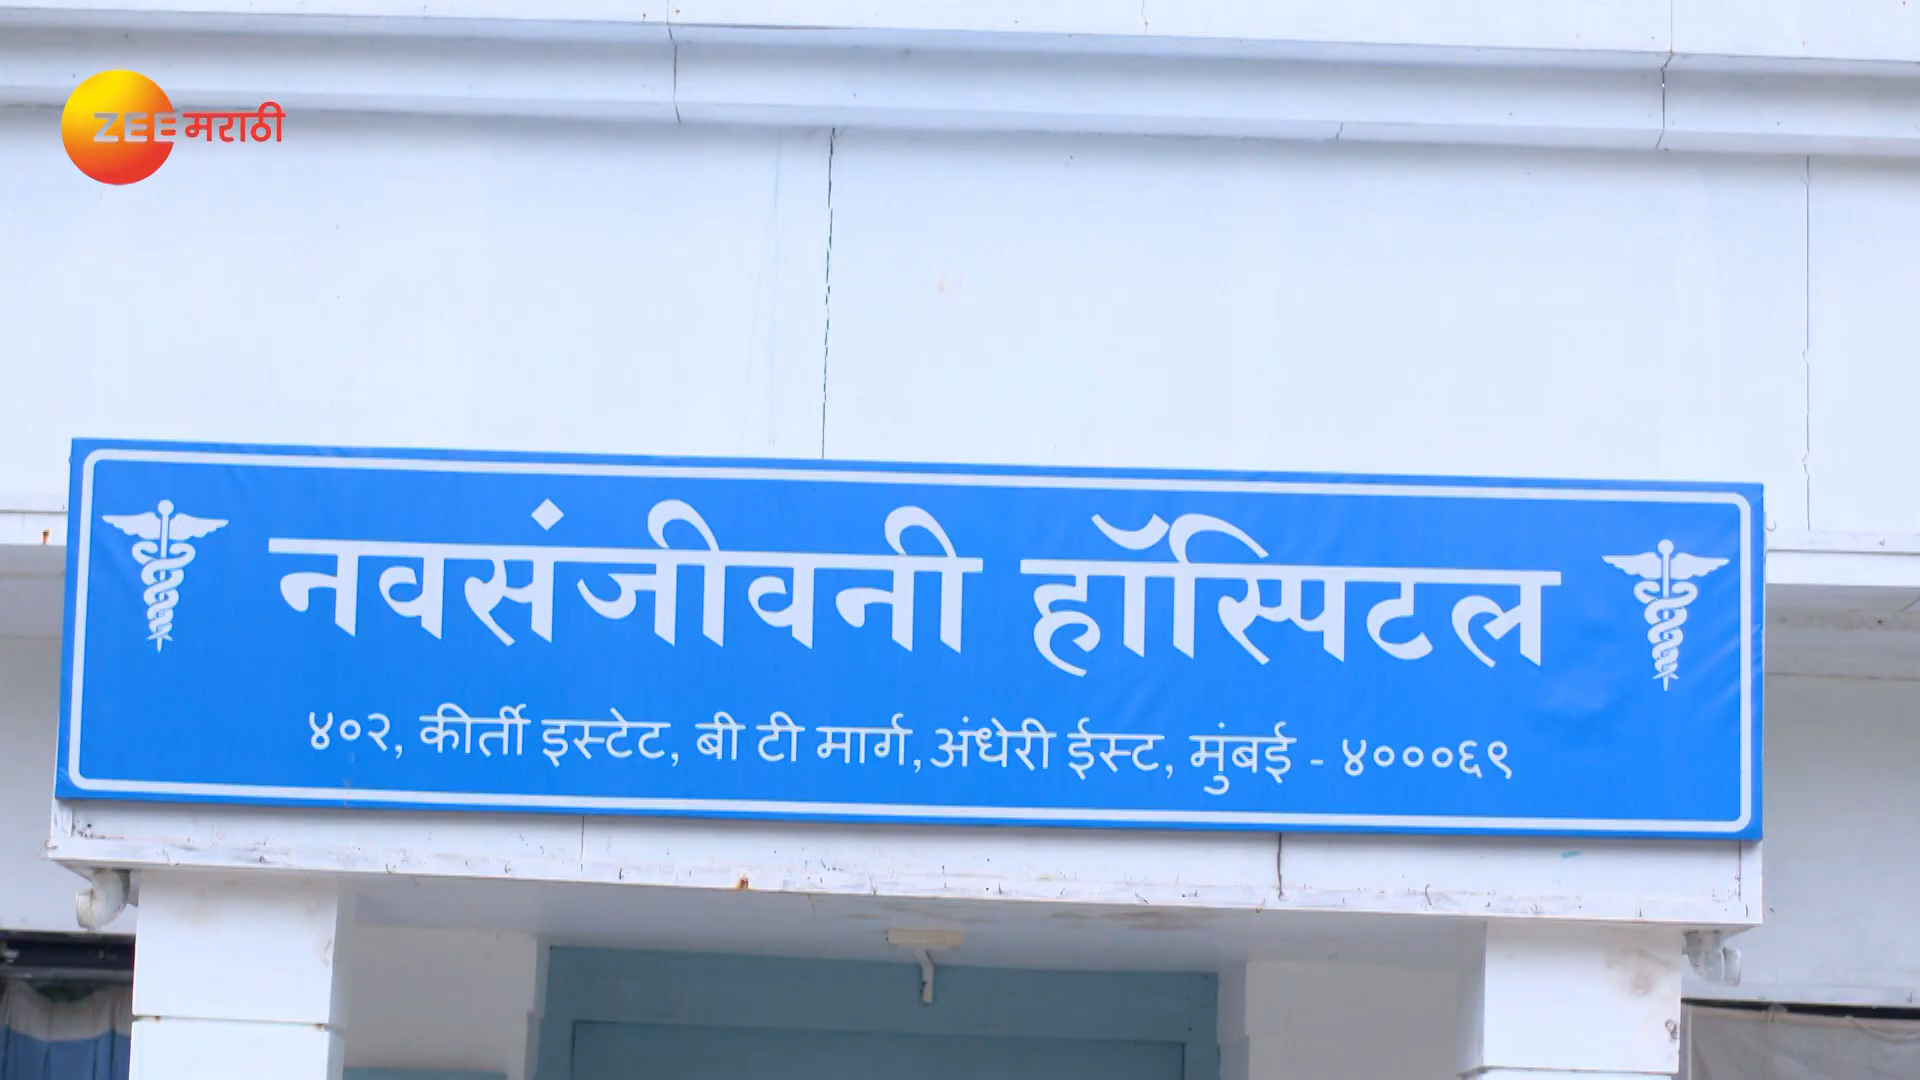 ZEE मराठी
नवसंजीवनी हॉस्पिटल
४०२, कीर्ती इस्टेट, बी टी मार्ग, अंधेरी ईस्ट, मुंबई - ४०००६९